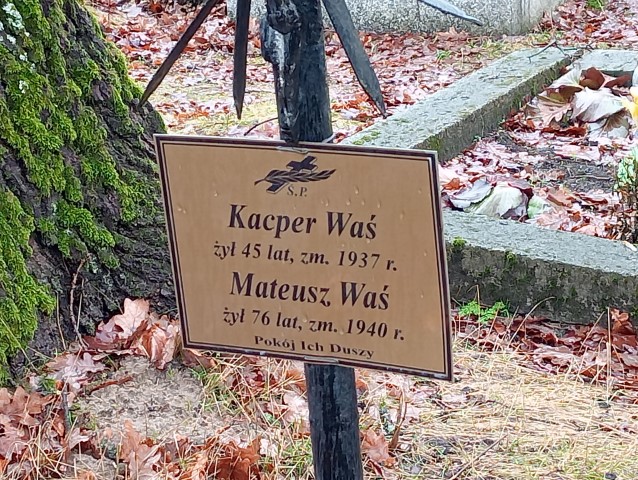 Ś.P.
Kacper Waś
żył 45 lat, zm. 1937 r.
Mateusz Waś
żył 76 lat, zm. 1940 r.
Pokój Ich Duszy